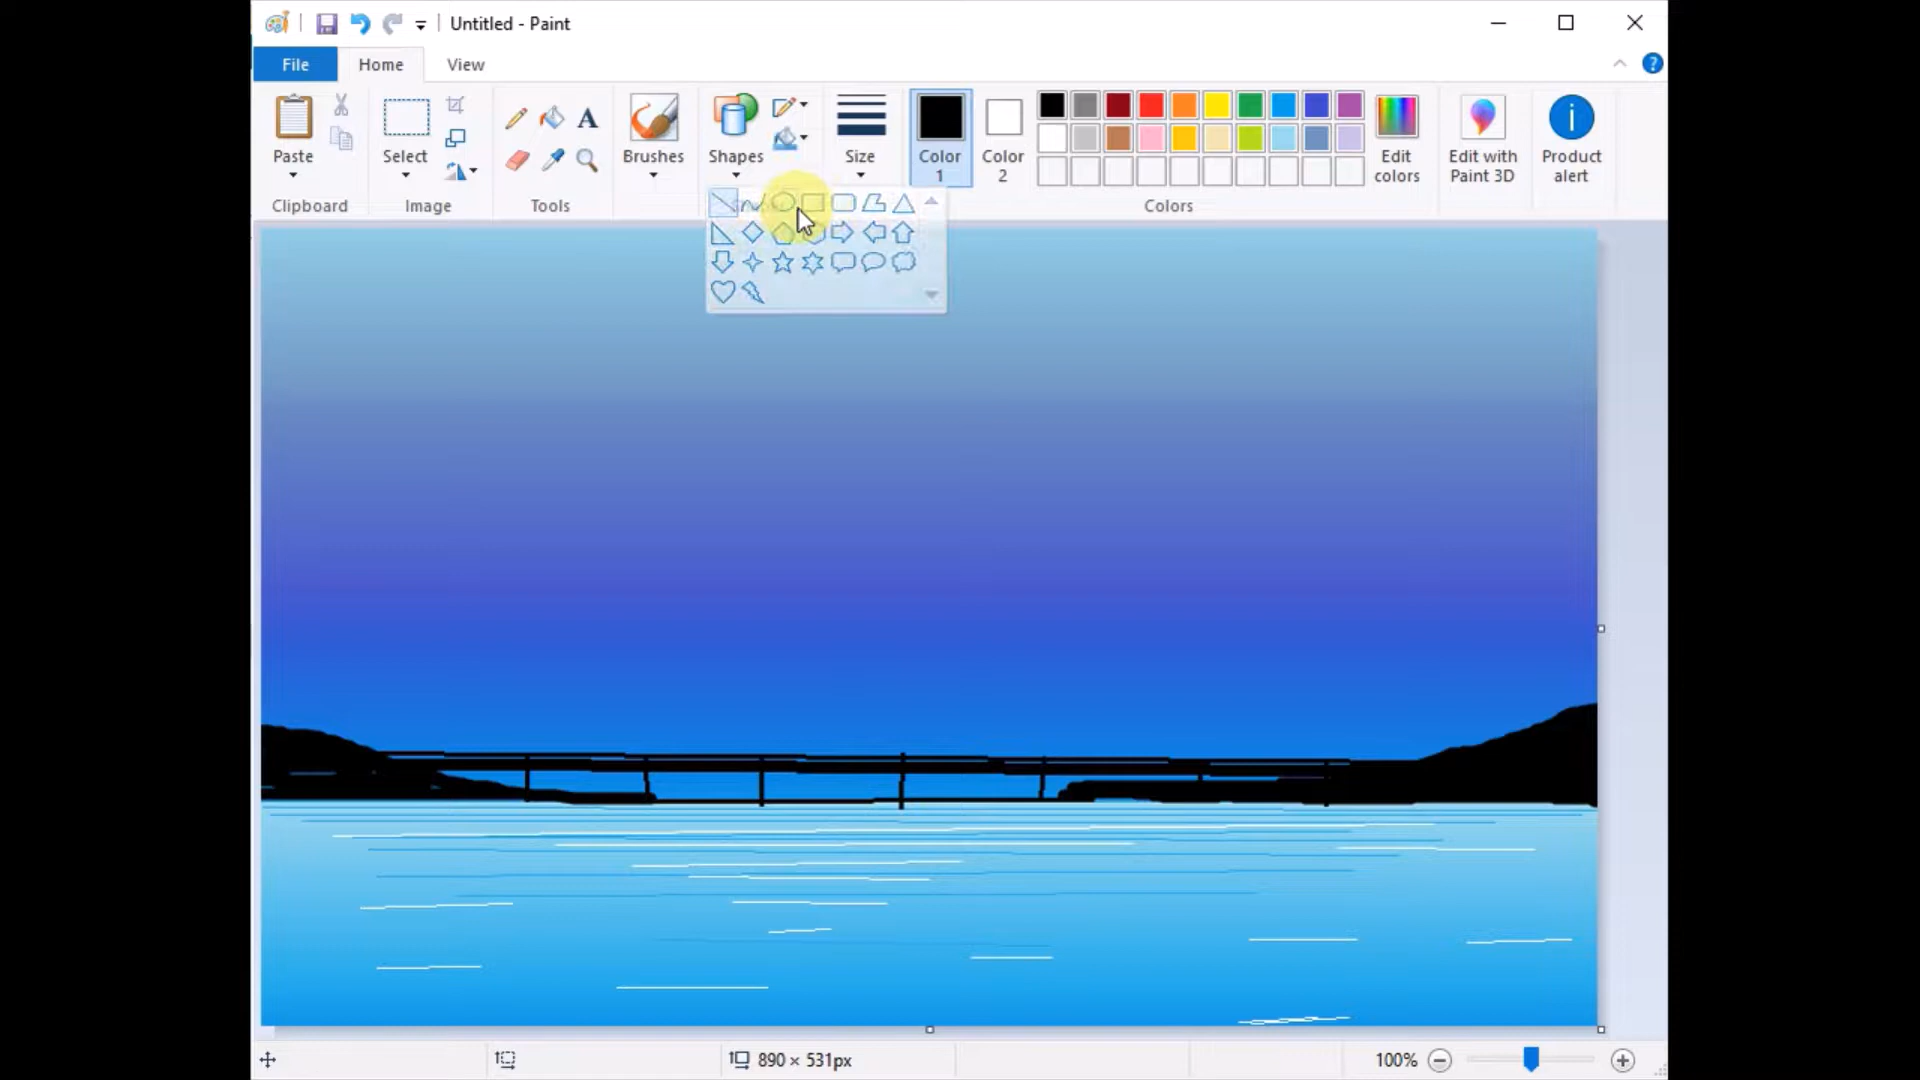 Untitled - Paint
File Home View
Paste Select Brushes Shapes Size Color 1 Color 2 Edit colors Edit with Paint 3D Product alert
Clipboard Image Tools Colors
890 × 531px 100%